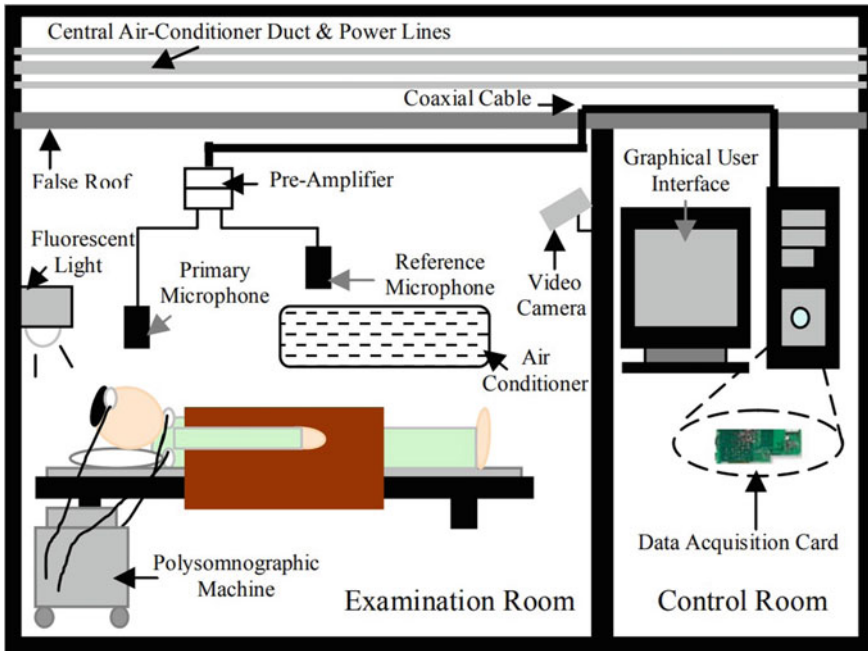 Central Air-Conditioner Duct & Power Lines
Coaxial Cable
False Roof
Pre-Amplifier
Graphical User
Interface
Fluorescent
Light
Primary
Microphone
Reference
Microphone
Video
Camera
Air
Conditioner
Data Acquisition Card
Polysomnographic
Machine
Examination Room
Control Room